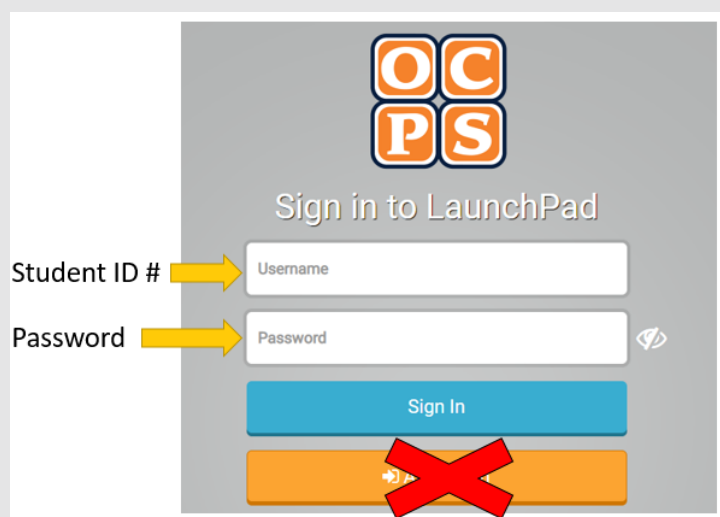 OC
PS
Sign in to LaunchPad
Student ID #
Username
Password
Password
Sign In